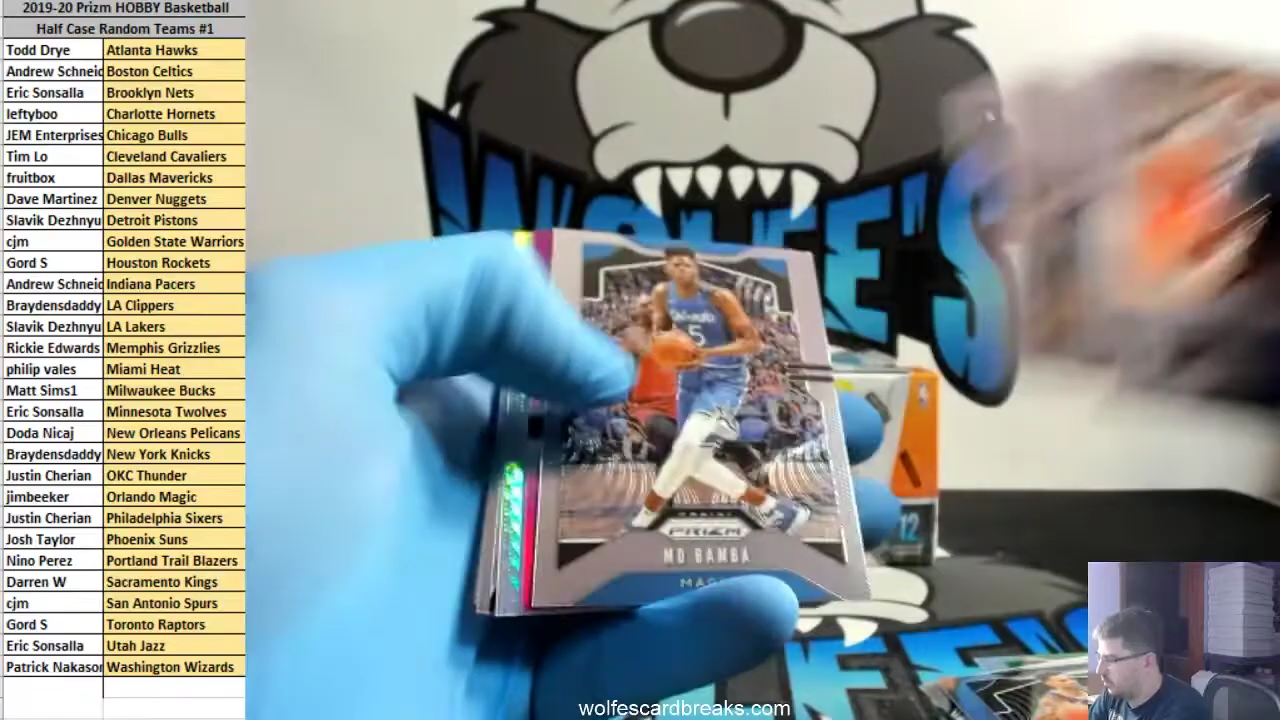 2019-20 Prizm HOBBY Basketball
Half Case Random Teams #1
Todd Drye Atlanta Hawks
Andrew Schneid Boston Celtics
Eric Sonsalla Brooklyn Nets
leftyboo Charlotte Hornets
JEM Enterprises Chicago Bulls
Tim Lo Cleveland Cavaliers
fruitbox Dallas Mavericks
Dave Martinez Denver Nuggets
Slavik Dezhnyu Detroit Pistons
cjm Golden State Warriors
Gord S Houston Rockets
Andrew Schneid Indiana Pacers
Braydensdaddy LA Clippers
Slavik Dezhnyu LA Lakers
Rickie Edwards Memphis Grizzlies
philip vales Miami Heat
Matt Sims1 Milwaukee Bucks
Eric Sonsalla Minnesota Twolves
Doda Nicaj New Orleans Pelicans
Braydensdaddy New York Knicks
Justin Cherian OKC Thunder
jimbeeker Orlando Magic
Justin Cherian Philadelphia Sixers
Josh Taylor Phoenix Suns
Nino Perez Portland Trail Blazers
Darren W Sacramento Kings
cjm San Antonio Spurs
Gord S Toronto Raptors
Eric Sonsalla Utah Jazz
Patrick Nakason Washington Wizards
WOLFE'S
5
PANINI
PRIZM
MO BAMBA
MAGIC
12
wolfescardbreaks.com